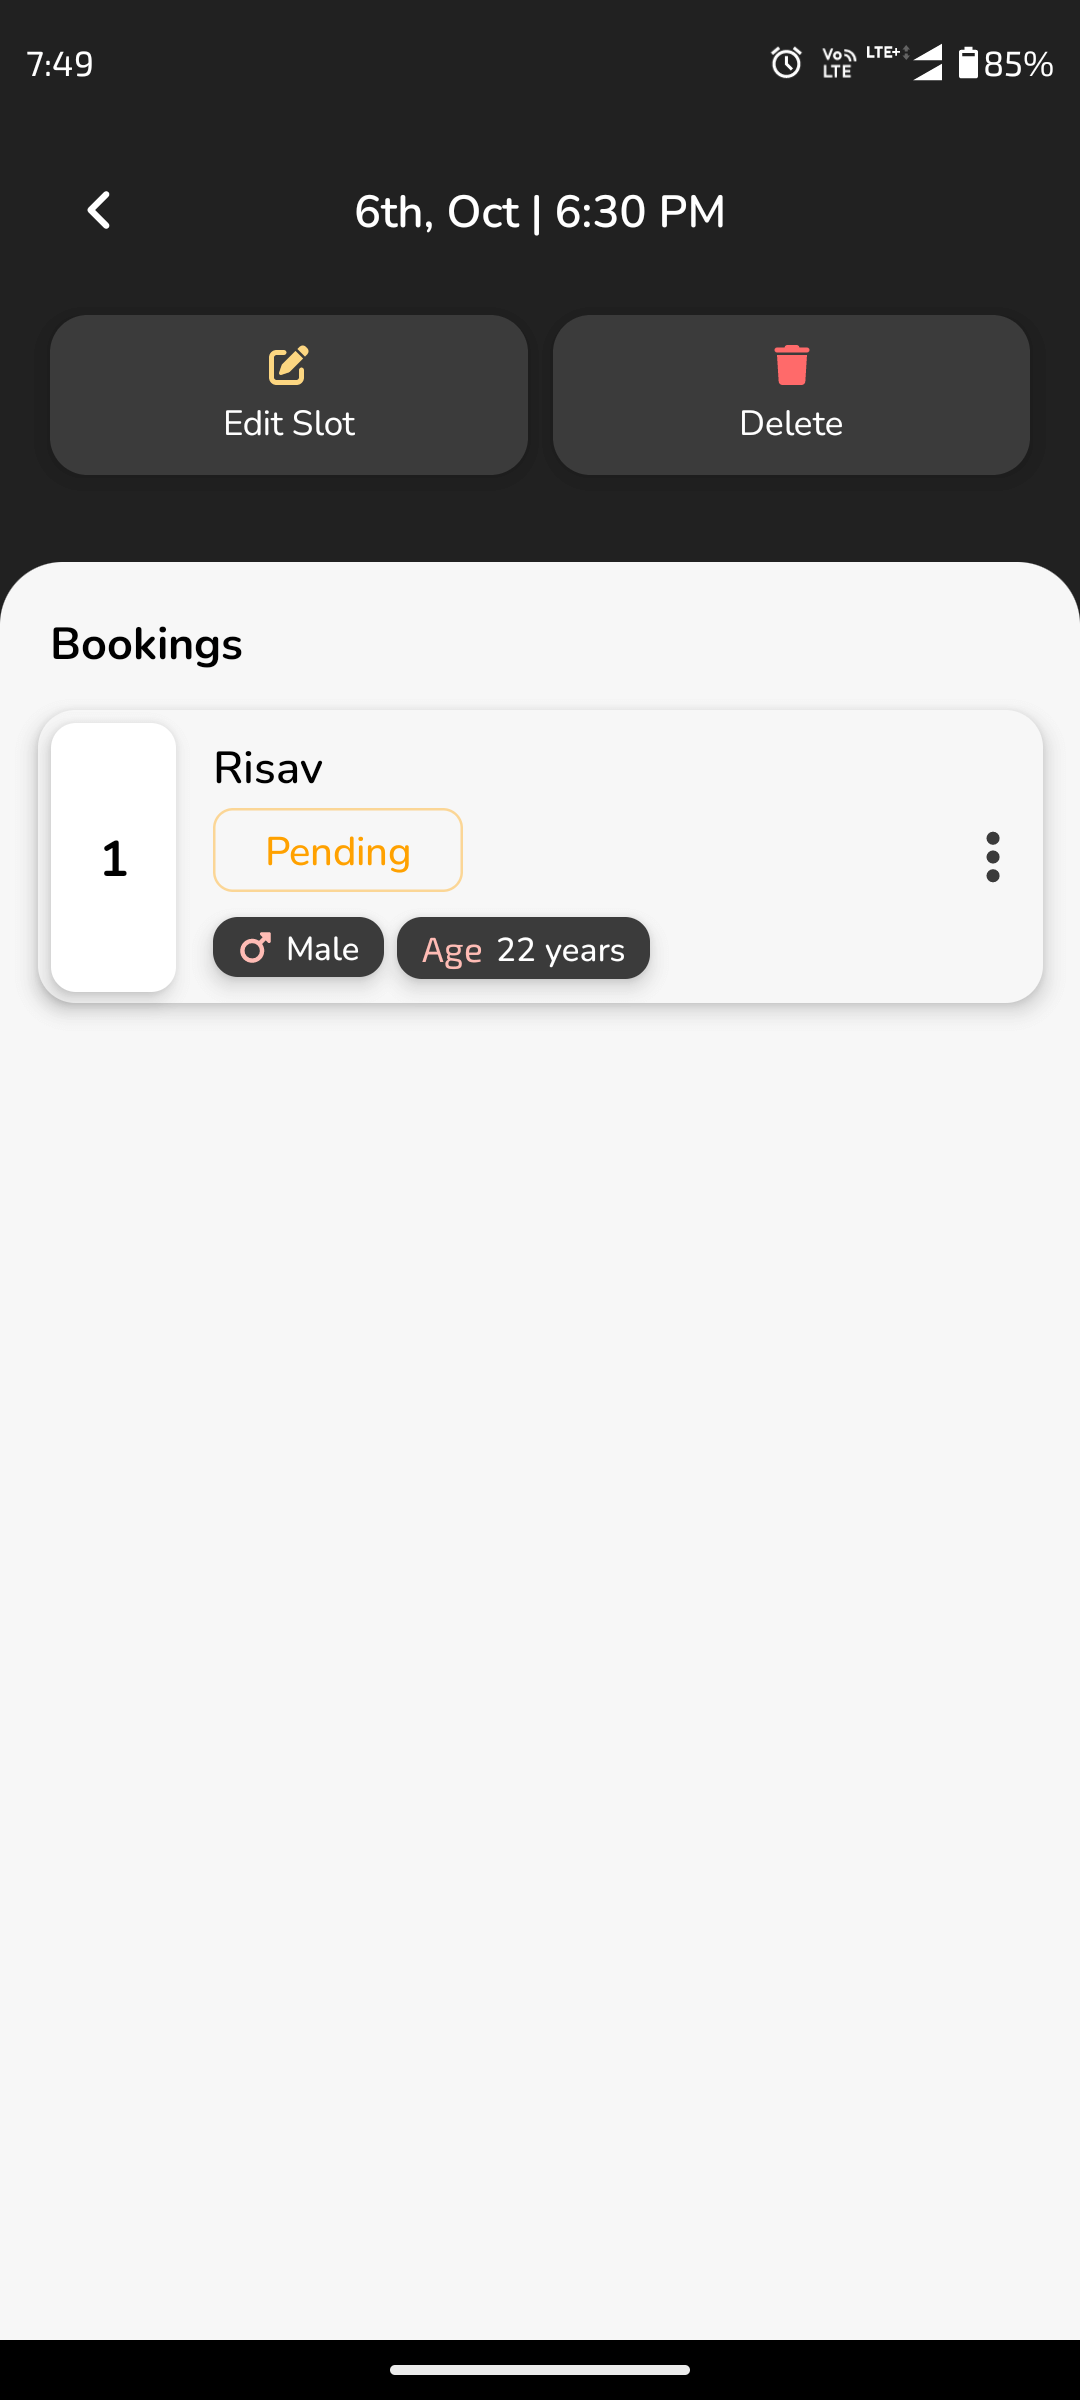 7:49
Vo LTE LTE+ 85%
6th, Oct | 6:30 PM
Edit Slot
Delete
Bookings
1
Risav
Pending
Male
Age 22 years